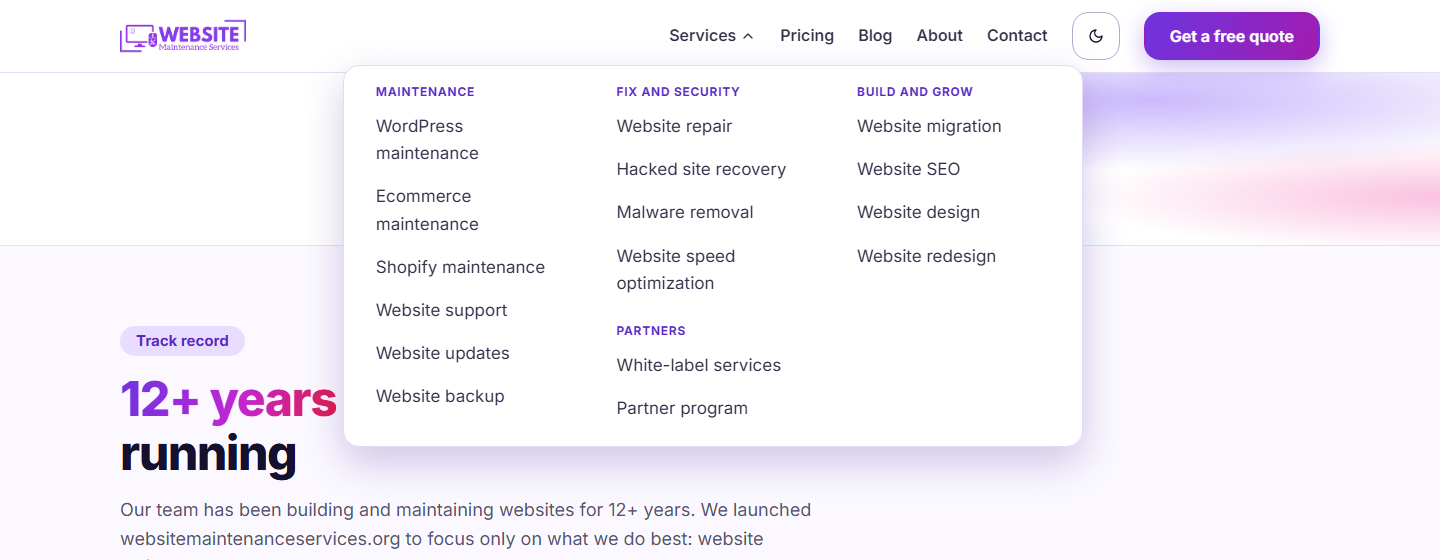 WEBSITE
Maintenance Services
Services
Pricing
Blog
About
Contact
Get a free quote
MAINTENANCE
WordPress
maintenance
Ecommerce
maintenance
Shopify maintenance
Website support
Website updates
Website backup
FIX AND SECURITY
Website repair
Hacked site recovery
Malware removal
Website speed
optimization
PARTNERS
White-label services
Partner program
BUILD AND GROW
Website migration
Website SEO
Website design
Website redesign
Track record
12+ years
running
Our team has been building and maintaining websites for 12+ years. We launched
websitemaintenanceservices.org to focus only on what we do best: website